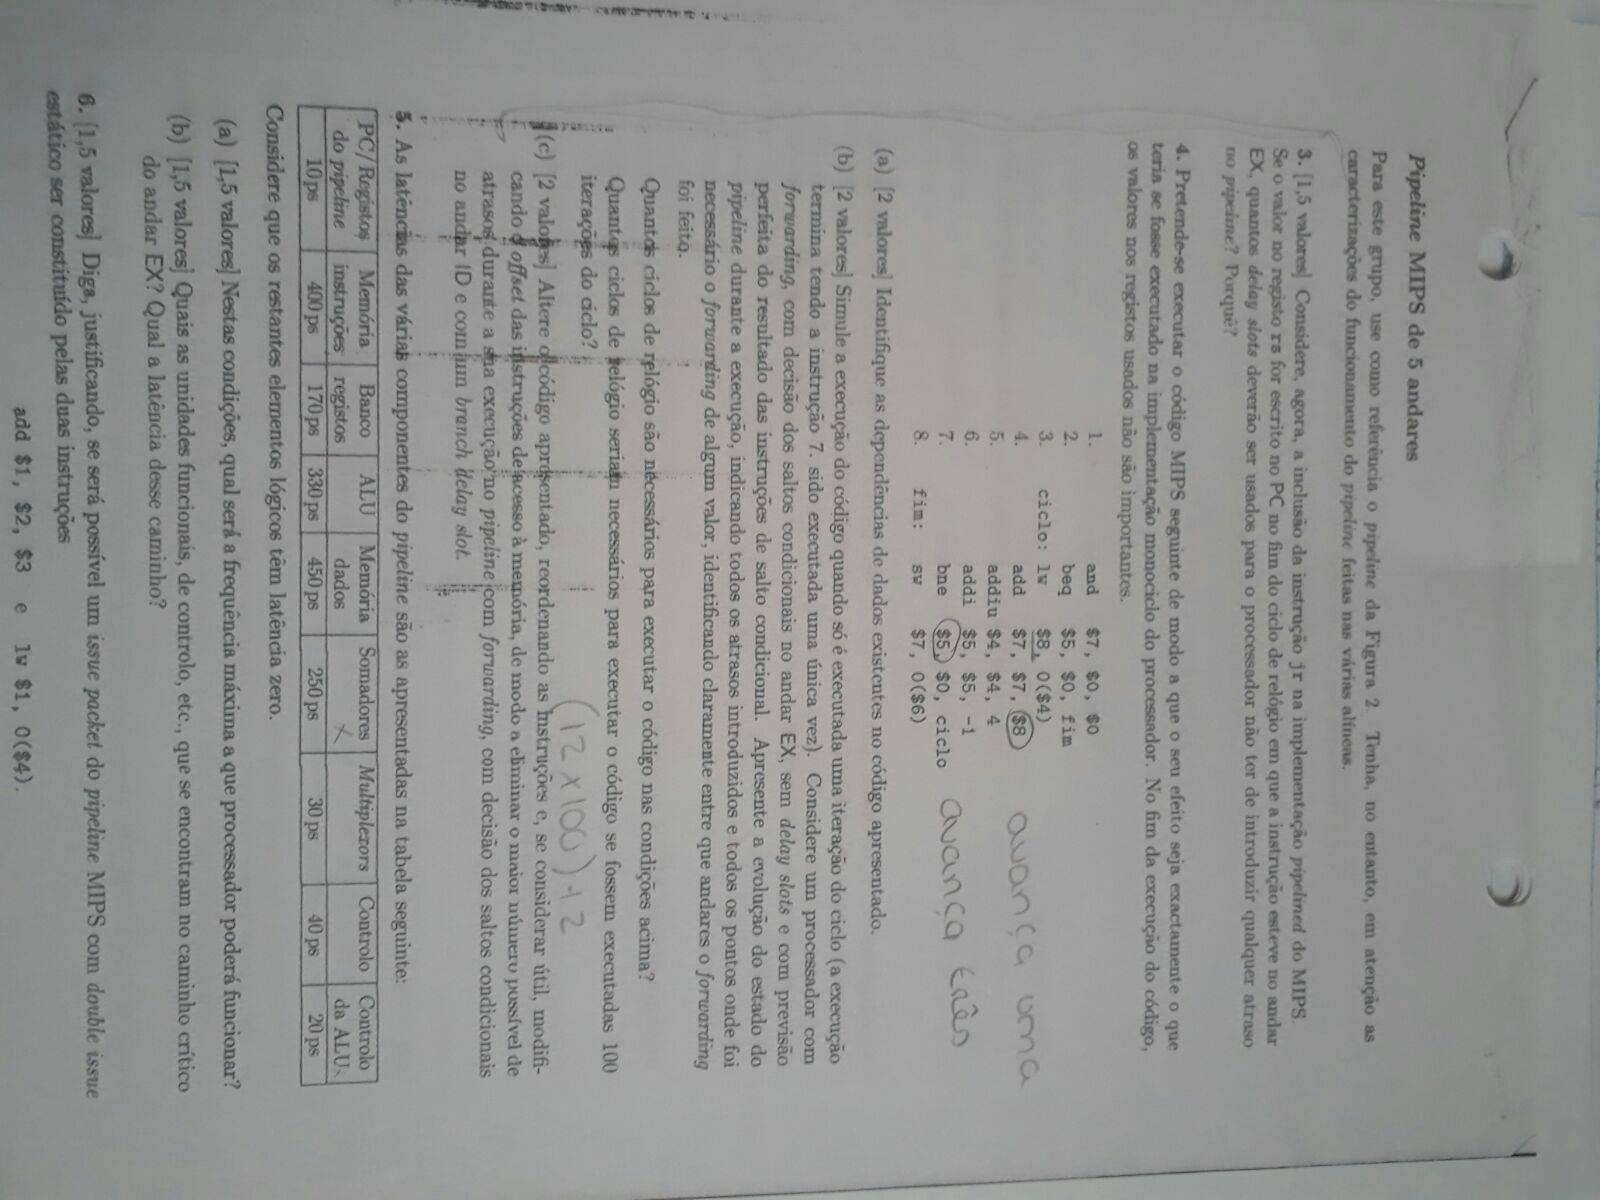 Pipeline MIPS de 5 andares
Para este grupo, use como referência o pipeline da Figura 2. Tenha, no entanto, em atenção as
caracterizações do funcionamento do pipeline feitas nas várias alíneas.
3. [1,5 valores] Considere, agora, a inclusão da instrução jr na implementação pipelined do MIPS.
Se o valor no registo rs for escrito no PC no fim do ciclo de relógio em que a instrução esteve no andar
EX, quantos delay slots deverão ser usados para o processador não ter de introduzir qualquer atraso
no pipeline? Porquê?
4. Pretende-se executar o código MIPS seguinte de modo a que o seu efeito seja exactamente o que
teria se fosse executado na implementação monociclo do processador. No fim da execução do código,
os valores nos registos usados não são importantes.
1. and $7, $0, $0
2. beq $5, $0, fim
3. ciclo: lw $8, 0($4)
4. add $7, $7, $8 avança uma
5. addiu $4, $4, 4
6. addi $5, $5, -1
7. bne $5, $0, ciclo avança três
8. fim: sw $7, 0($6)
(a) [2 valores] Identifique as dependências de dados existentes no código apresentado.
(b) [2 valores] Simule a execução do código quando só é executada uma iteração do ciclo (a execução
termina tendo a instrução 7. sido executada uma única vez). Considere um processador com
forwarding, com decisão dos saltos condicionais no andar EX, sem delay slots e com previsão
perfeita do resultado das instruções de salto condicional. Apresente a evolução do estado do
pipeline durante a execução, indicando todos os atrasos introduzidos e todos os pontos onde foi
necessário o forwarding de algum valor, identificando claramente entre que andares o forwarding
foi feito.
Quantos ciclos de relógio são necessários para executar o código nas condições acima?
Quantos ciclos de relógio seriam necessários para executar o código se fossem executadas 100
iterações do ciclo? (12 x 100) + 2
(c) [2 valores] Altere o código apresentado, reordenando as instruções e, se considerar útil, modifi-
cando o offset das instruções de acesso à memória, de modo a eliminar o maior número possível de
atrasos durante a sua execução no pipeline com forwarding, com decisão dos saltos condicionais
no andar ID e com um branch delay slot.
5. As latências das várias componentes do pipeline são as apresentadas na tabela seguinte:
PC/Registos Memória Banco ALU Memória Somadores Multiplexors Controlo Controlo
do pipeline instruções registos dados x da ALU
10 ps 400 ps 170 ps 330 ps 450 ps 250 ps 30 ps 40 ps 20 ps
Considere que os restantes elementos lógicos têm latência zero.
(a) [1,5 valores] Nestas condições, qual será a frequência máxima a que processador poderá funcionar?
(b) [1,5 valores] Quais as unidades funcionais, de controlo, etc., que se encontram no caminho crítico
do andar EX? Qual a latência desse caminho?
6. [1,5 valores] Diga, justificando, se será possível um issue packet do pipeline MIPS com double issue
estático ser constituído pelas duas instruções
add $1, $2, $3 e lw $1, 0($4).